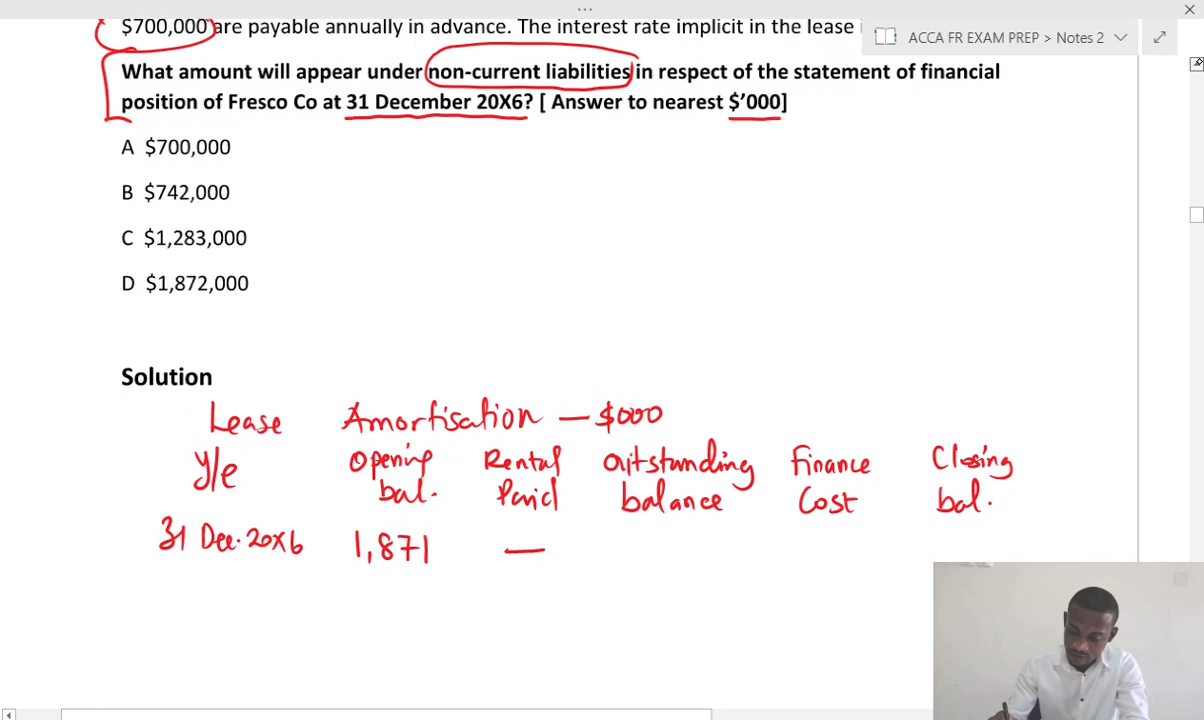 $700,000 are payable annually in advance. The interest rate implicit in the lease i
ACCA FR EXAM PREP > Notes 2
What amount will appear under non-current liabilities in respect of the statement of financial
position of Fresco Co at 31 December 20X6? [ Answer to nearest $'000]
A $700,000
B $742,000
C $1,283,000
D $1,872,000
Solution
Lease Amortisation — $000
y/e Opening bal. Rental Paid Outstanding balance Finance Cost Closing bal.
31 Dec. 20X6 1,871 —